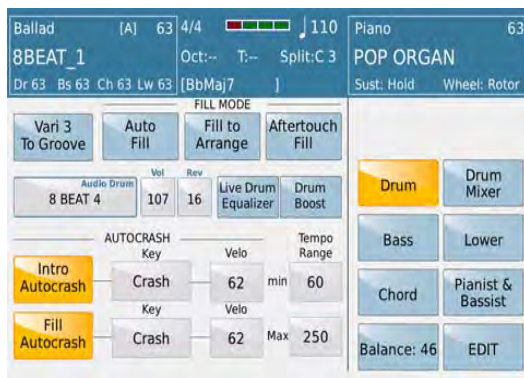 Ballad [A] 63 4/4 110 Piano 63
8BEAT_1 Oct:-- T:-- Split:C 3 POP ORGAN
Dr 63 Bs 63 Ch 63 Lw 63 [BbMaj7 ] Sust: Hold Wheel: Rotor
FILL MODE
Vari 3 To Groove
Auto Fill
Fill to Arrange
Aftertouch Fill
Audio Drum
8 BEAT 4
Vol
107
Rev
16
Live Drum Equalizer
Drum Boost
AUTOCRASH
Key
Velo
Tempo Range
Intro Autocrash
Crash
62
min
60
Key
Velo
Fill Autocrash
Crash
62
Max
250
Drum
Drum Mixer
Bass
Lower
Chord
Pianist & Bassist
Balance: 46
EDIT